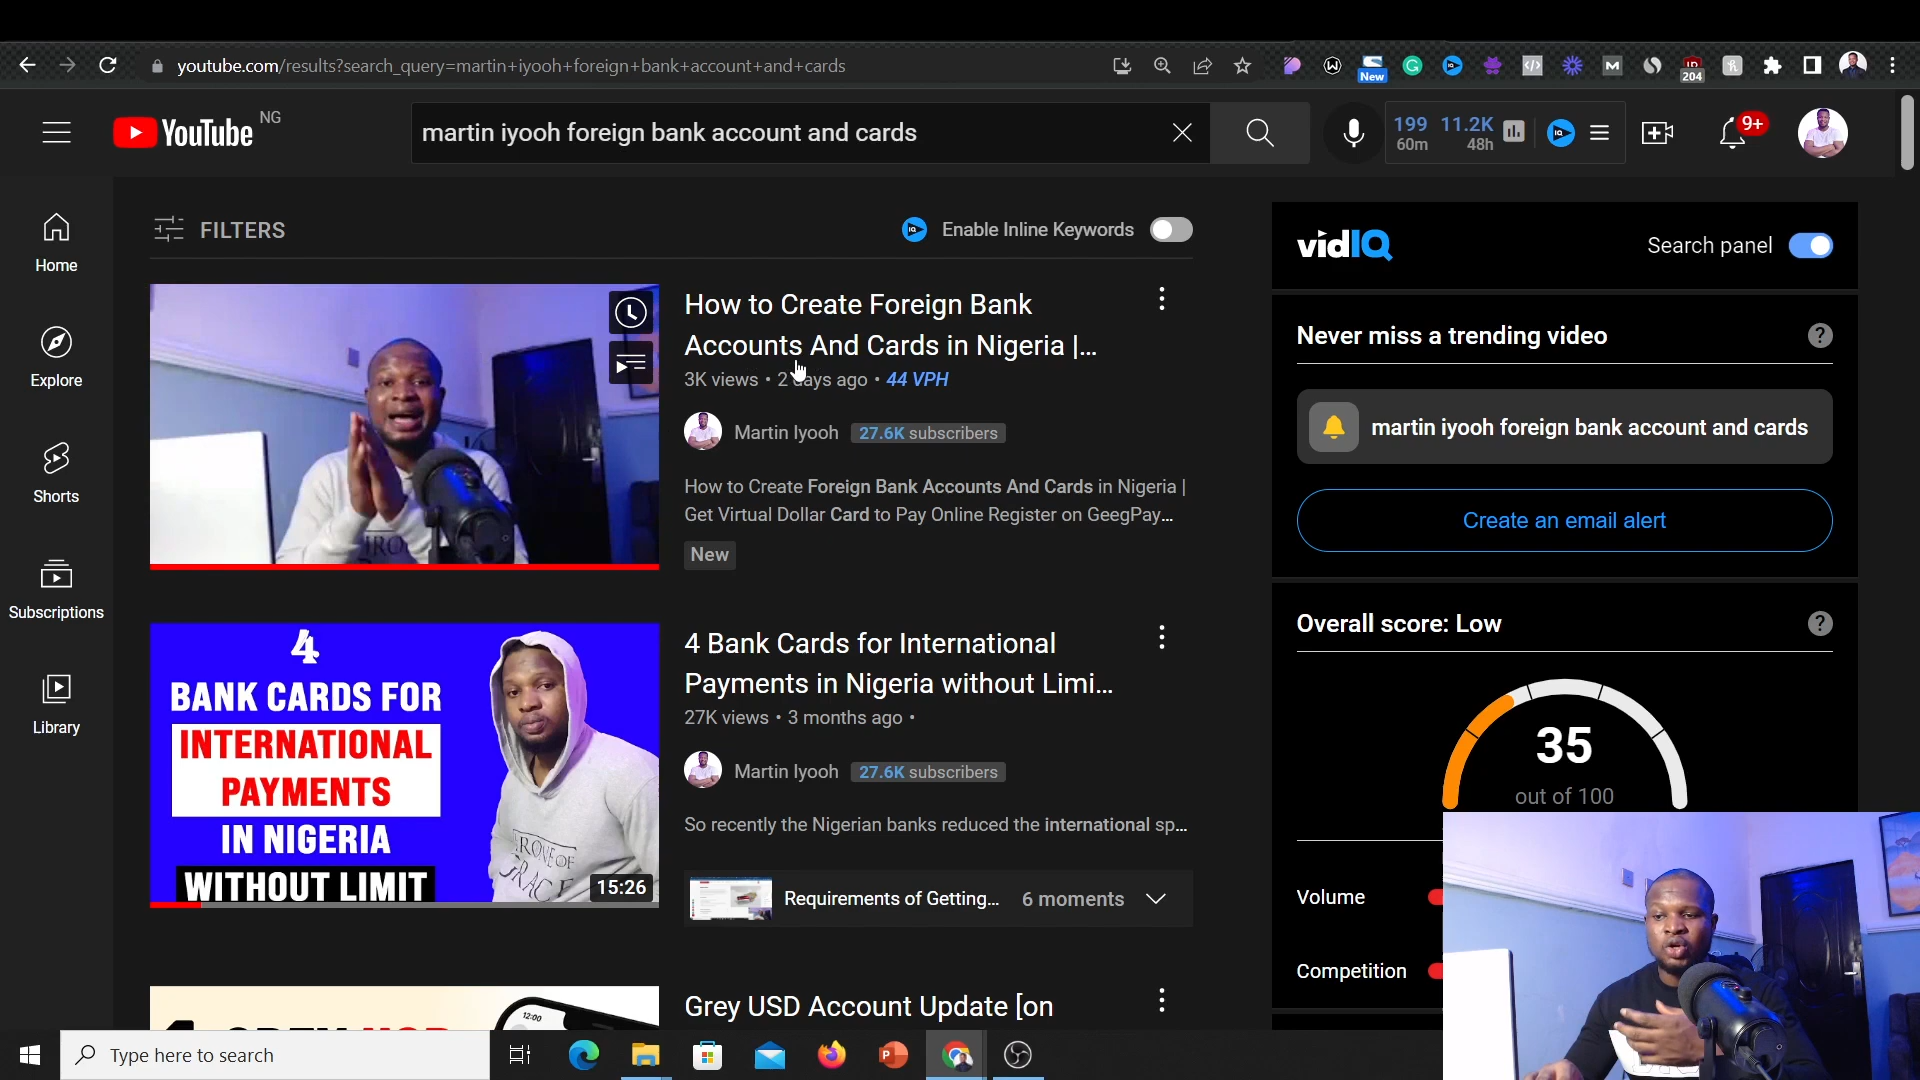 youtube.com/results?search_query=martin+iyooh+foreign+bank+account+and+cards
New
204
YouTube NG
martin iyooh foreign bank account and cards
199 11.2K
60m 48h
9+
Home
Explore
Shorts
Subscriptions
Library
FILTERS
Enable Inline Keywords
How to Create Foreign Bank
Accounts And Cards in Nigeria |...
3K views • 2 days ago • 44 VPH
Martin Iyooh 27.6K subscribers
How to Create Foreign Bank Accounts And Cards in Nigeria |
Get Virtual Dollar Card to Pay Online Register on GeegPay...
New
4
BANK CARDS FOR
INTERNATIONAL
PAYMENTS
IN NIGERIA
WITHOUT LIMIT
15:26
4 Bank Cards for International
Payments in Nigeria without Limi...
27K views • 3 months ago •
Martin Iyooh 27.6K subscribers
So recently the Nigerian banks reduced the international sp...
Requirements of Getting... 6 moments
12:00
Grey USD Account Update [on
vidIQ
Search panel
Never miss a trending video
?
martin iyooh foreign bank account and cards
Create an email alert
Overall score: Low
?
35
out of 100
Volume
Competition
Type here to search